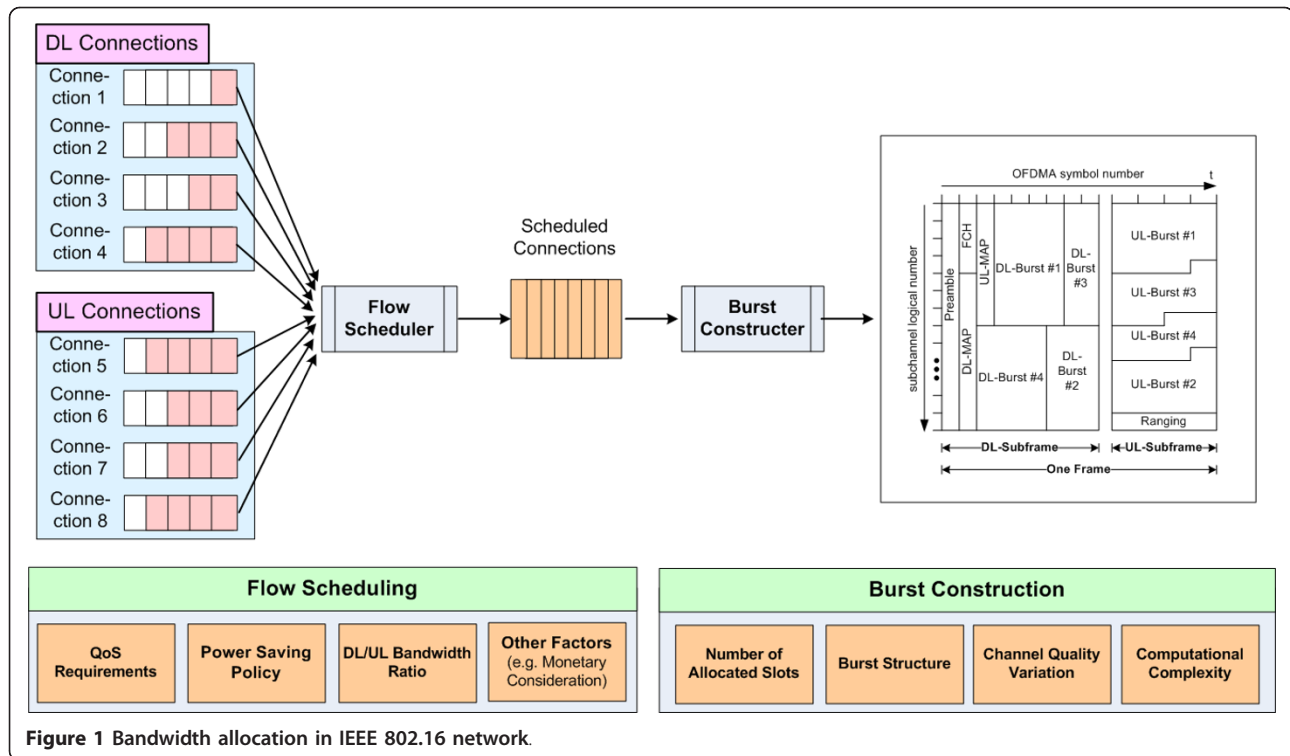 DL Connections
Conne-
ction 1
Conne-
ction 2
Conne-
ction 3
Conne-
ction 4
UL Connections
Conne-
ction 5
Conne-
ction 6
Conne-
ction 7
Conne-
ction 8
Flow
Scheduler
Scheduled
Connections
Burst
Constructer
OFDMA symbol number
t
subchannel logical number
Preamble
FCH
DL-MAP
UL-MAP
DL-Burst #1
DL-
Burst
#3
DL-Burst #4
DL-
Burst
#2
UL-Burst #1
UL-Burst #3
UL-Burst #4
UL-Burst #2
Ranging
DL-Subframe
UL-Subframe
One Frame
Flow Scheduling
QoS
Requirements
Power Saving
Policy
DL/UL Bandwidth
Ratio
Other Factors
(e.g. Monetary
Consideration)
Burst Construction
Number of
Allocated Slots
Burst Structure
Channel Quality
Variation
Computational
Complexity
Figure 1 Bandwidth allocation in IEEE 802.16 network.